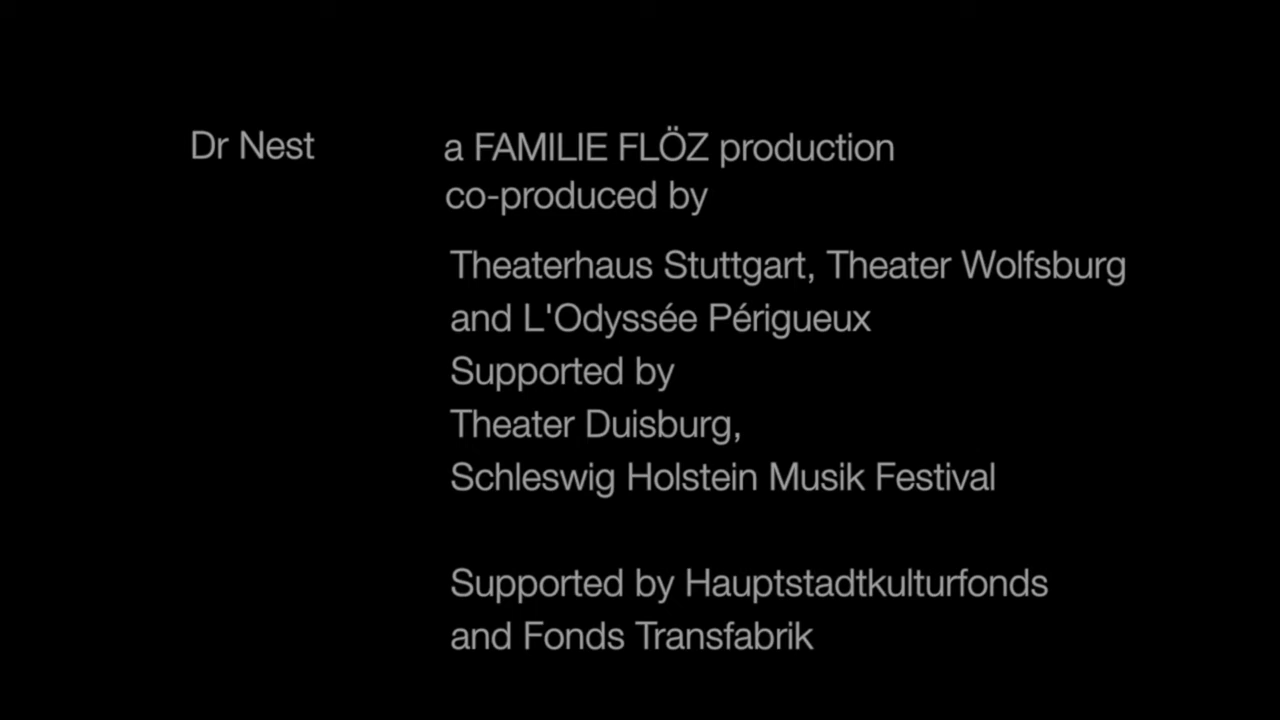 Dr Nest a FAMILIE FLÖZ production
co-produced by
Theaterhaus Stuttgart, Theater Wolfsburg
and L'Odyssée Périgueux
Supported by
Theater Duisburg,
Schleswig Holstein Musik Festival
Supported by Hauptstadtkulturfonds
and Fonds Transfabrik